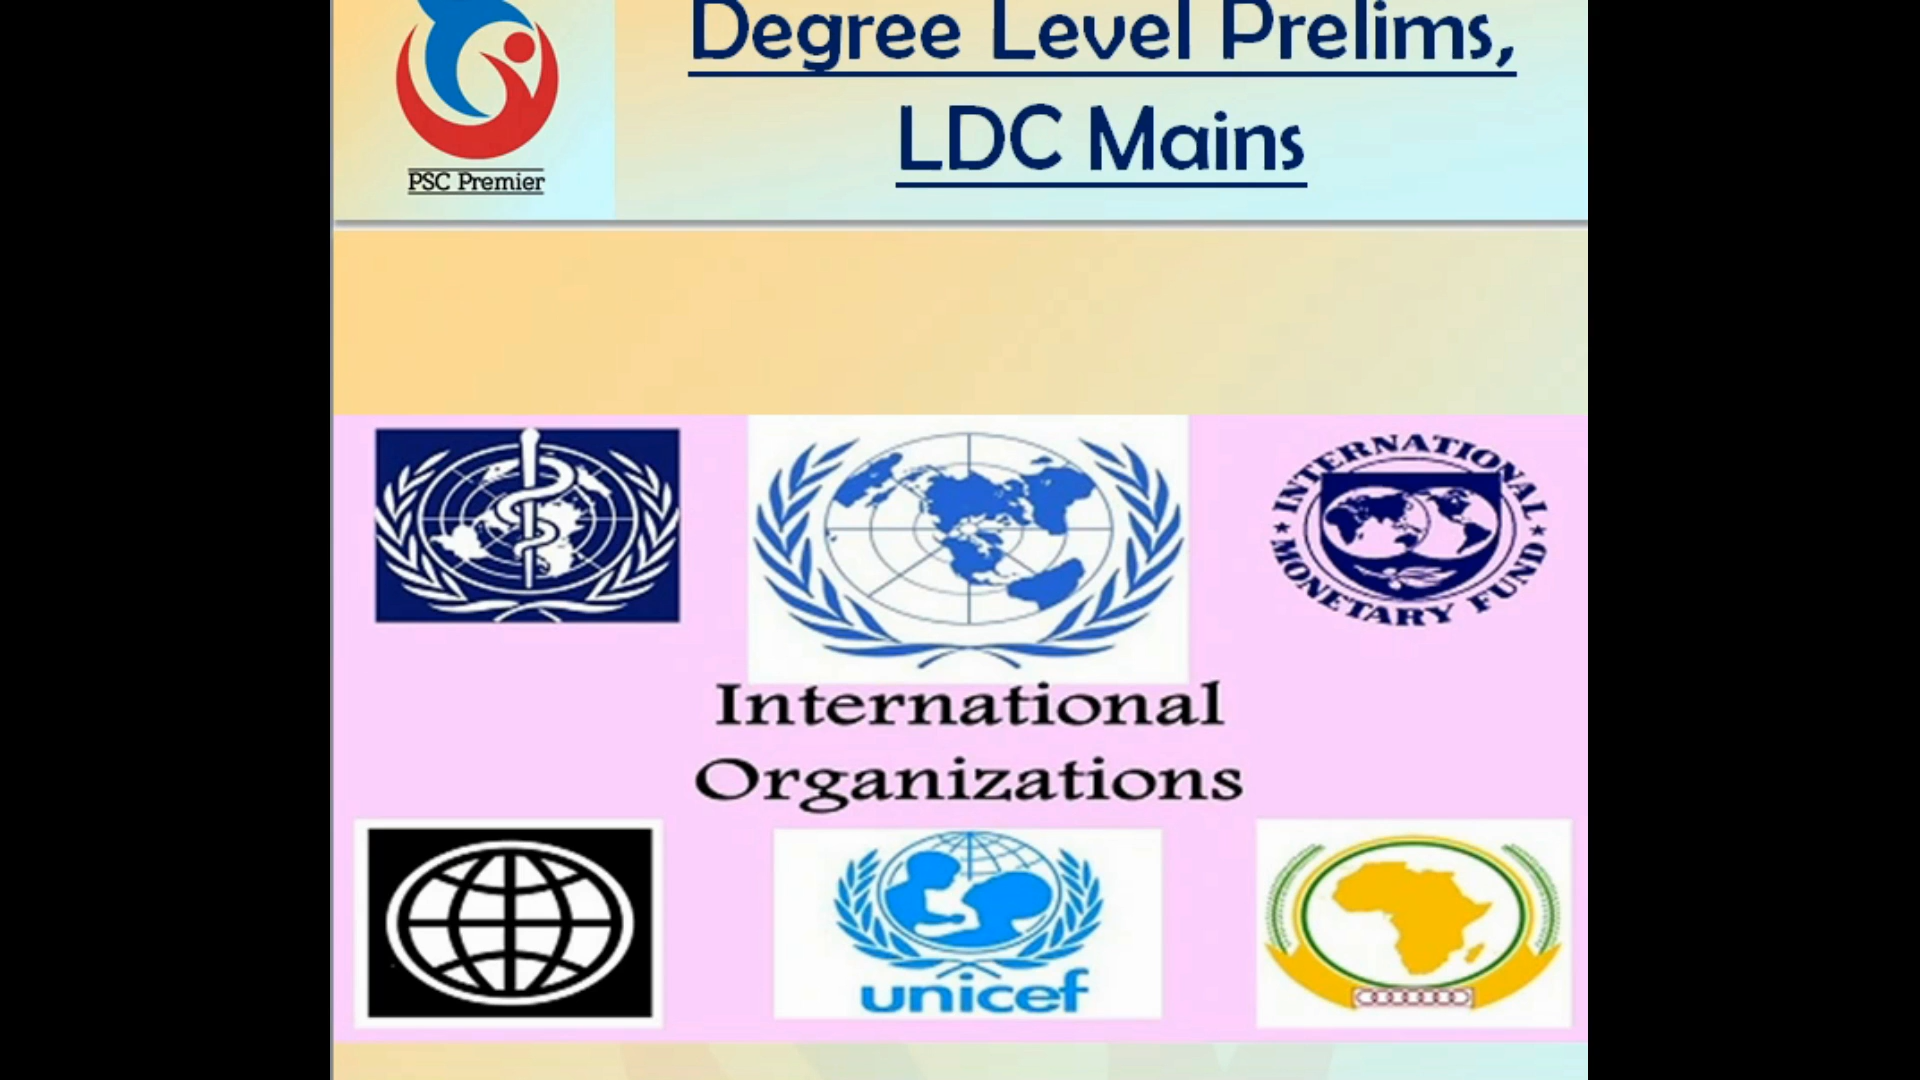 Degree Level Prelims,
LDC Mains
PSC Premier
INTERNATIONAL
MONETARY FUND
International
Organizations
unicef